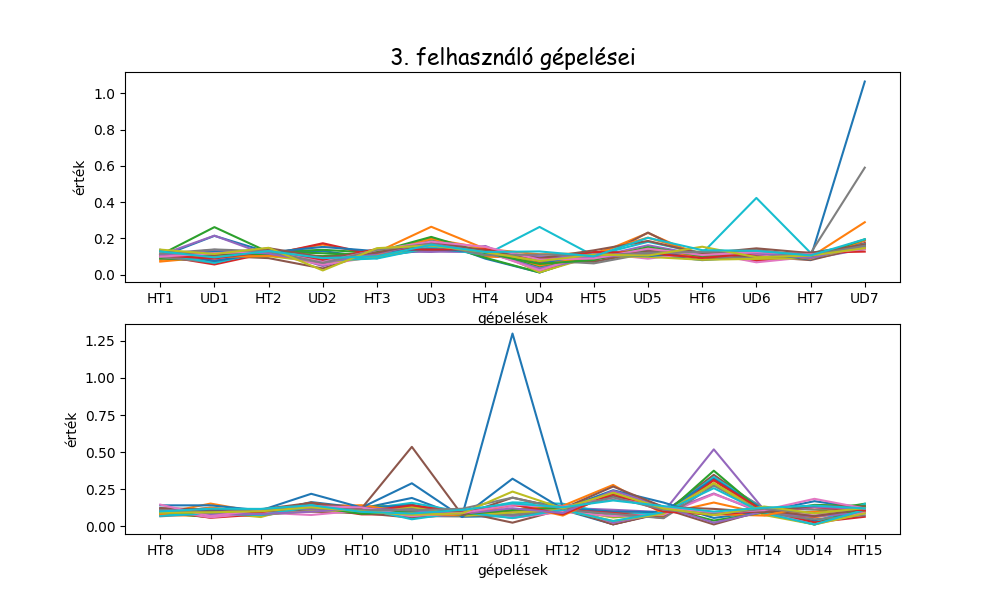 3. felhasználó gépelései
1.0
0.8
0.6
0.4
0.2
0.0
érték
HT1 UD1 HT2 UD2 HT3 UD3 HT4 UD4 HT5 UD5 HT6 UD6 HT7 UD7
gépelések
1.25
1.00
0.75
0.50
0.25
0.00
érték
HT8 UD8 HT9 UD9 HT10 UD10 HT11 UD11 HT12 UD12 HT13 UD13 HT14 UD14 HT15
gépelések